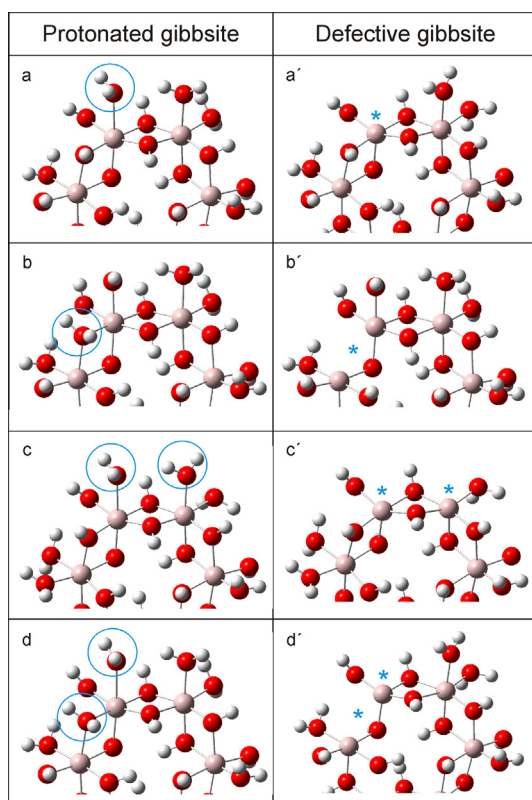 Protonated gibbsite
Defective gibbsite
a
a´
*
b
b´
*
c
c´
* *
d
d´
*
*